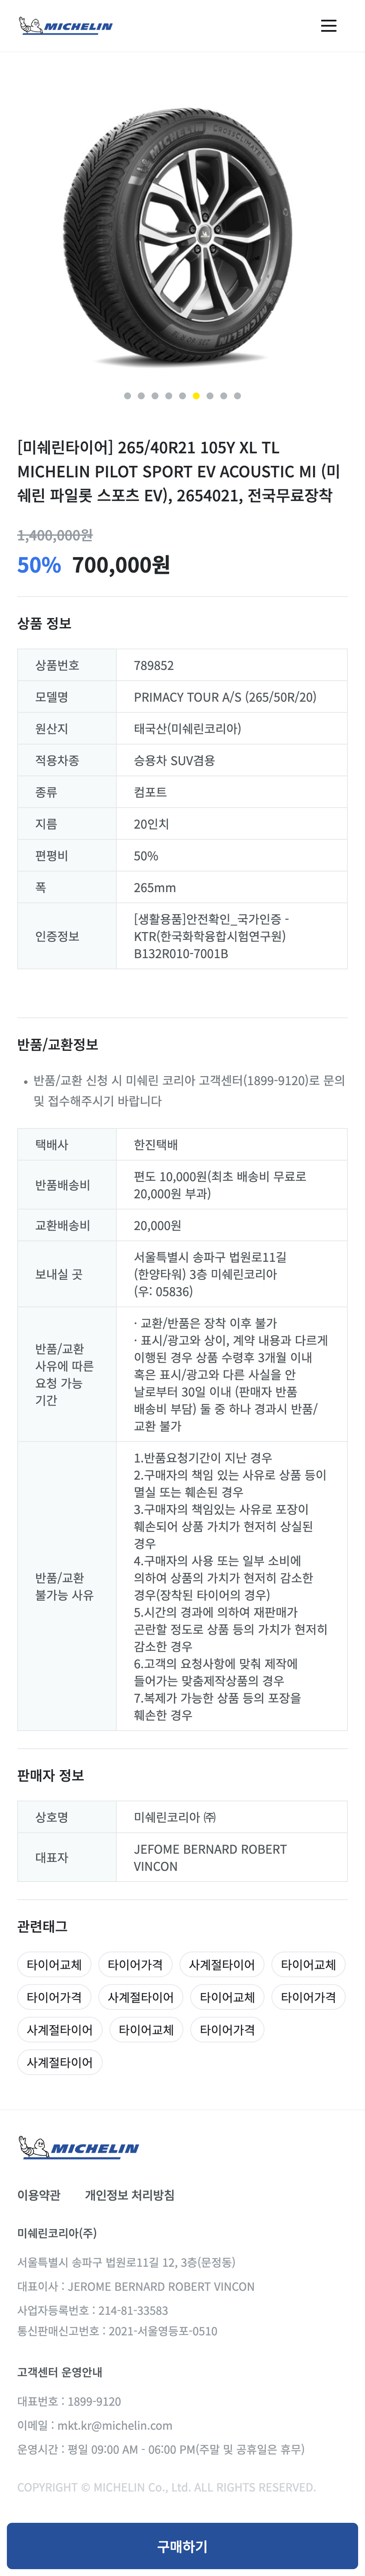 MICHELIN
MICHELIN
CROSSCLIMATE
[미쉐린타이어] 265/40R21 105Y XL TL
MICHELIN PILOT SPORT EV ACOUSTIC MI (미
쉐린 파일롯 스포츠 EV), 2654021, 전국무료장착
1,400,000원
50% 700,000원
상품 정보
상품번호 789852
모델명 PRIMACY TOUR A/S (265/50R/20)
원산지 태국산(미쉐린코리아)
적용차종 승용차 SUV겸용
종류 컴포트
지름 20인치
편평비 50%
폭 265mm
인증정보
[생활용품]안전확인_국가인증 -
KTR(한국화학융합시험연구원)
B132R010-7001B
반품/교환정보
• 반품/교환 신청 시 미쉐린 코리아 고객센터(1899-9120)로 문의
및 접수해주시기 바랍니다
택배사 한진택배
반품배송비
편도 10,000원(최초 배송비 무료로
20,000원 부과)
교환배송비 20,000원
보내실 곳
서울특별시 송파구 법원로11길
(한양타워) 3층 미쉐린코리아
(우: 05836)
반품/교환
사유에 따른
요청 가능
기간
· 교환/반품은 장착 이후 불가
· 표시/광고와 상이, 계약 내용과 다르게
이행된 경우 상품 수령후 3개월 이내
혹은 표시/광고와 다른 사실을 안
날로부터 30일 이내 (판매자 반품
배송비 부담) 둘 중 하나 경과시 반품/
교환 불가
반품/교환
불가능 사유
1.반품요청기간이 지난 경우
2.구매자의 책임 있는 사유로 상품 등이
멸실 또는 훼손된 경우
3.구매자의 책임있는 사유로 포장이
훼손되어 상품 가치가 현저히 상실된
경우
4.구매자의 사용 또는 일부 소비에
의하여 상품의 가치가 현저히 감소한
경우(장착된 타이어의 경우)
5.시간의 경과에 의하여 재판매가
곤란할 정도로 상품 등의 가치가 현저히
감소한 경우
6.고객의 요청사항에 맞춰 제작에
들어가는 맞춤제작상품의 경우
7.복제가 가능한 상품 등의 포장을
훼손한 경우
판매자 정보
상호명 미쉐린코리아 ㈜
대표자
JEFOME BERNARD ROBERT
VINCON
관련태그
타이어교체 타이어가격 사계절타이어 타이어교체
타이어가격 사계절타이어 타이어교체 타이어가격
사계절타이어 타이어교체 타이어가격
사계절타이어
MICHELIN
이용약관 개인정보 처리방침
미쉐린코리아(주)
서울특별시 송파구 법원로11길 12, 3층(문정동)
대표이사 : JEROME BERNARD ROBERT VINCON
사업자등록번호 : 214-81-33583
통신판매신고번호 : 2021-서울영등포-0510
고객센터 운영안내
대표번호 : 1899-9120
이메일 : mkt.kr@michelin.com
운영시간 : 평일 09:00 AM - 06:00 PM(주말 및 공휴일은 휴무)
COPYRIGHT © MICHELIN Co., Ltd. ALL RIGHTS RESERVED.
구매하기